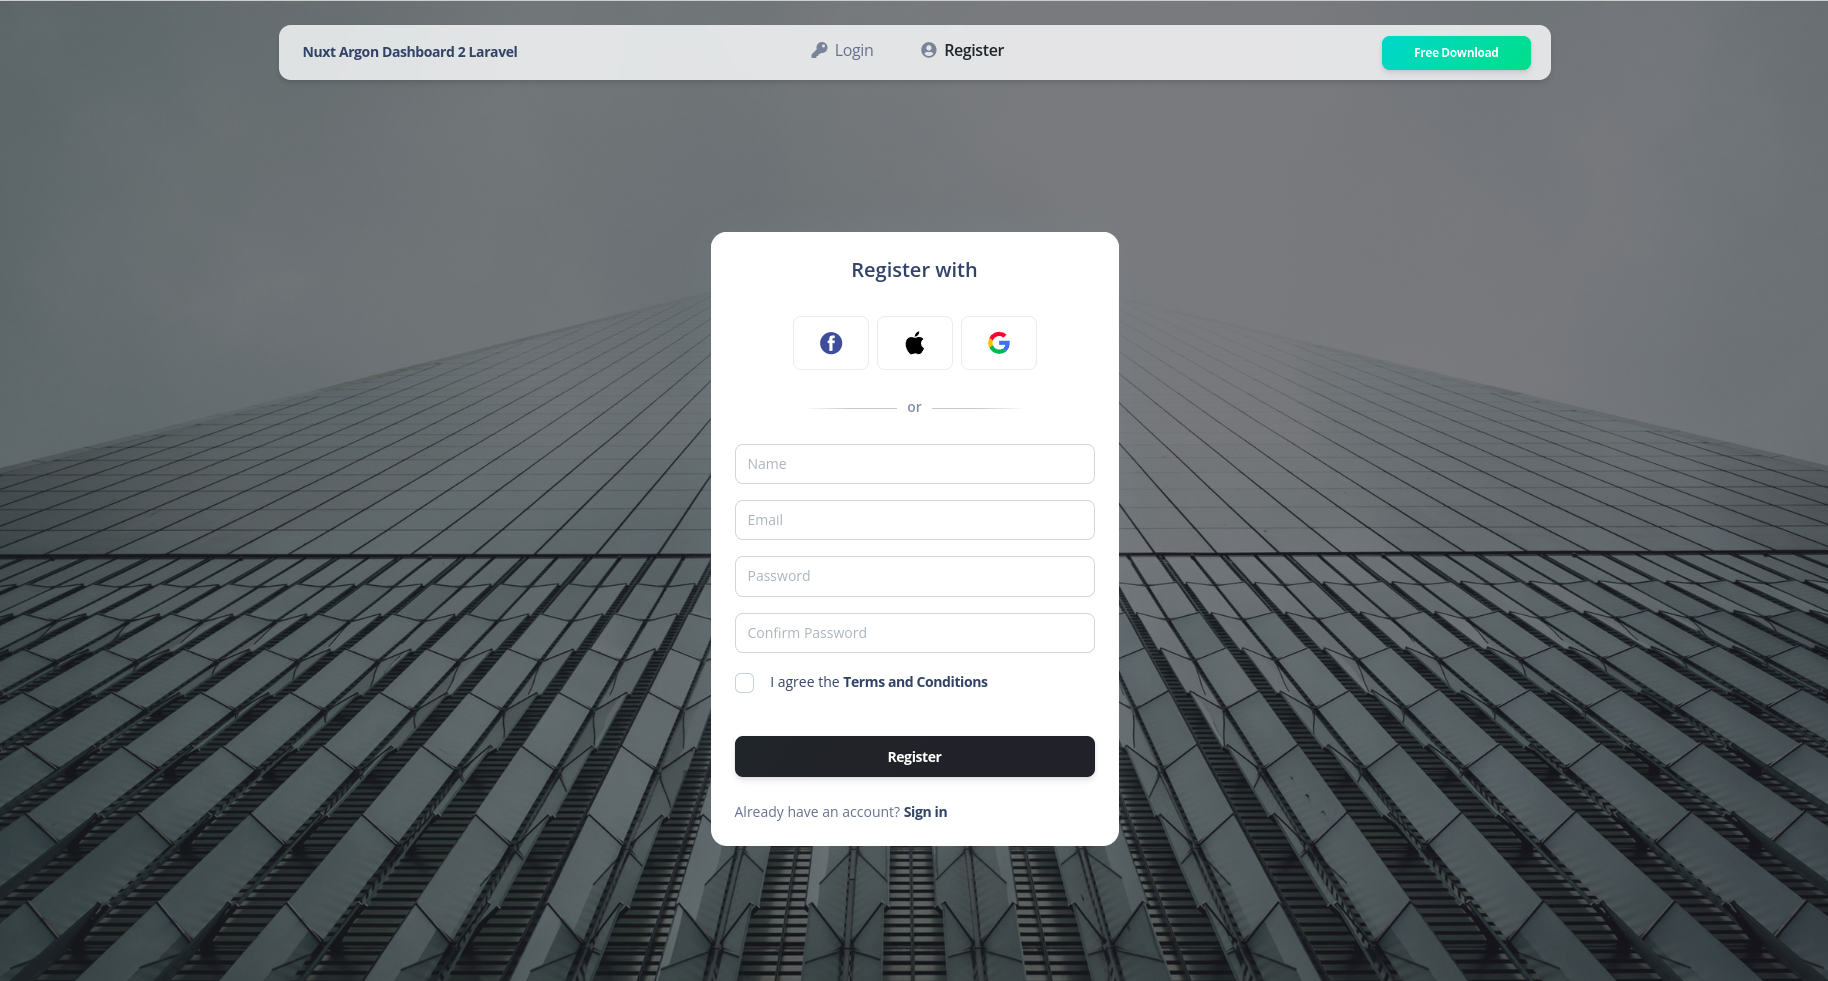 Nuxt Argon Dashboard 2 Laravel
Login
Register
Free Download
Register with
or
Name
Email
Password
Confirm Password
I agree the Terms and Conditions
Register
Already have an account? Sign in